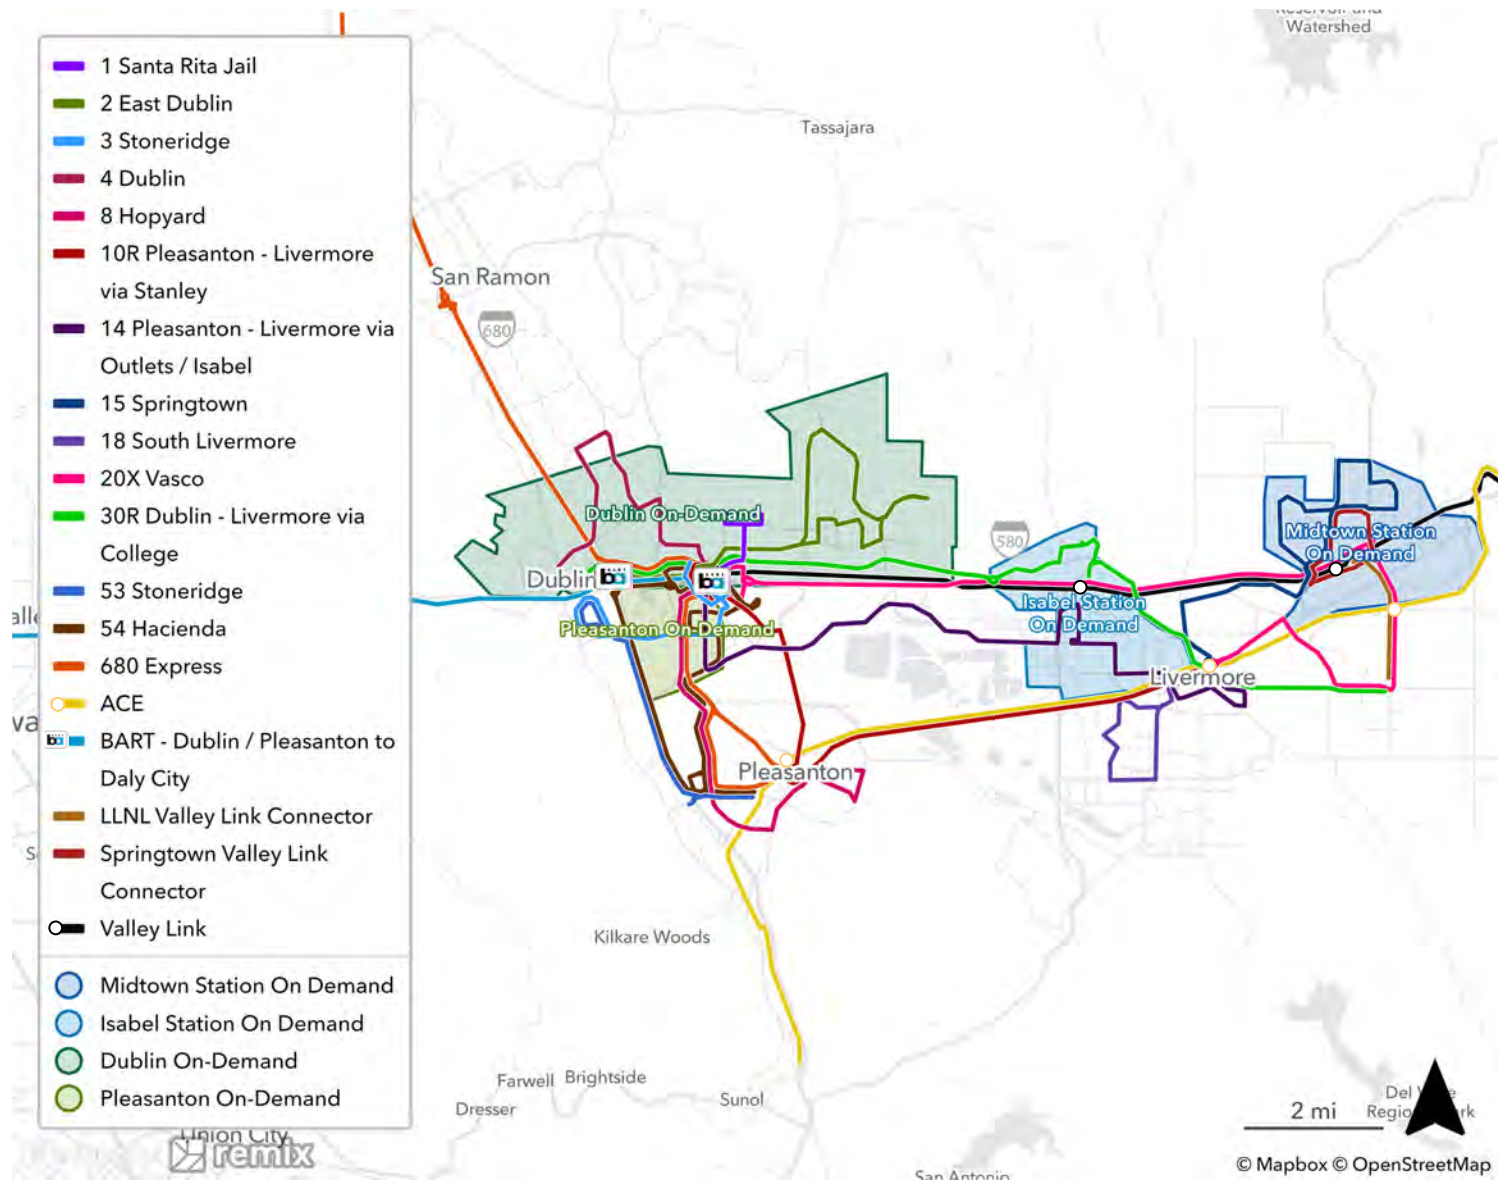 1 Santa Rita Jail
2 East Dublin
3 Stoneridge
4 Dublin
8 Hopyard
10R Pleasanton - Livermore
via Stanley
14 Pleasanton - Livermore via
Outlets / Isabel
15 Springtown
18 South Livermore
20X Vasco
30R Dublin - Livermore via
College
53 Stoneridge
54 Hacienda
680 Express
ACE
BART - Dublin / Pleasanton to
Daly City
LLNL Valley Link Connector
Springtown Valley Link
Connector
Valley Link
Midtown Station On Demand
Isabel Station On Demand
Dublin On-Demand
Pleasanton On-Demand
Watershed
Tassajara
San Ramon
680
Dublin On-Demand
580
Midtown Station
On Demand
Dublin
ba
ba
Isabel Station
On Demand
Pleasanton On-Demand
Livermore
Pleasanton
Kilkare Woods
Farwell
Brightside
Dresser
Sunol
Union City
remix
San Antonio
2 mi
Del
© Mapbox © OpenStreetMap